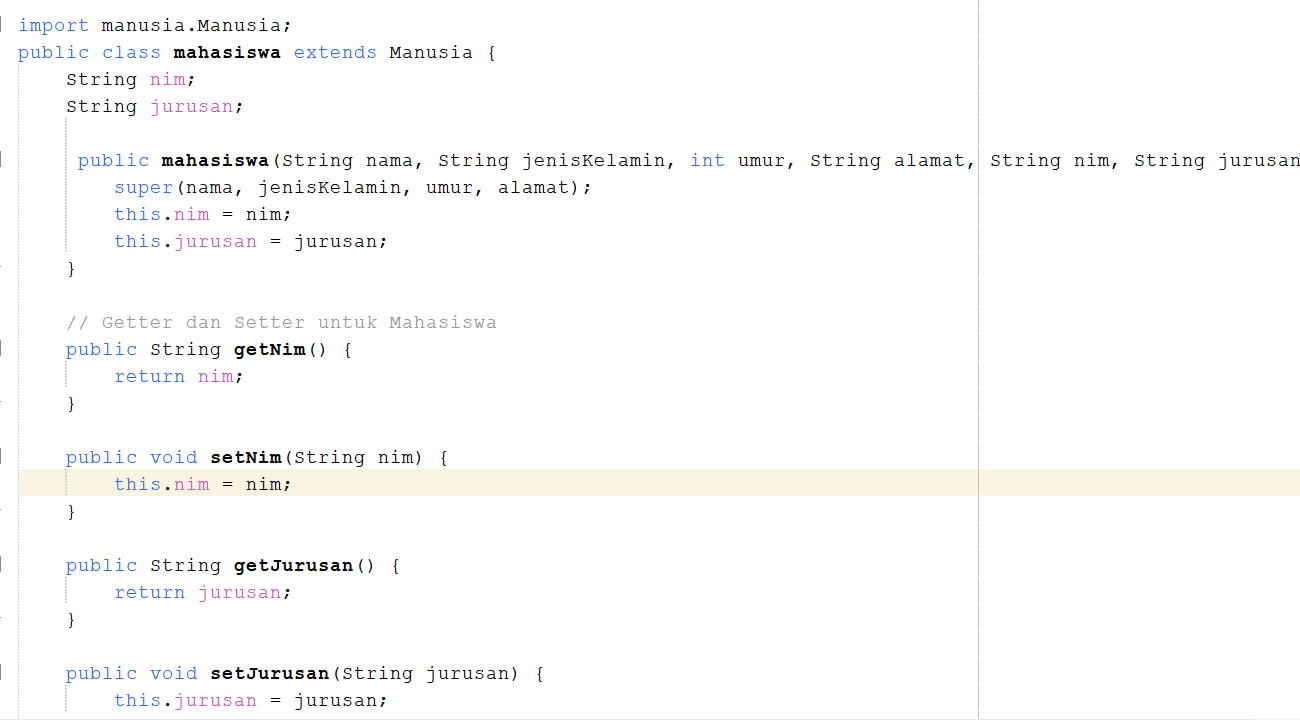 import manusia.Manusia;
public class mahasiswa extends Manusia {
    String nim;
    String jurusan;

    public mahasiswa(String nama, String jenisKelamin, int umur, String alamat, String nim, String jurusan
        super(nama, jenisKelamin, umur, alamat);
        this.nim = nim;
        this.jurusan = jurusan;
    }

    // Getter dan Setter untuk Mahasiswa
    public String getNim() {
        return nim;
    }

    public void setNim(String nim) {
        this.nim = nim;
    }

    public String getJurusan() {
        return jurusan;
    }

    public void setJurusan(String jurusan) {
        this.jurusan = jurusan;